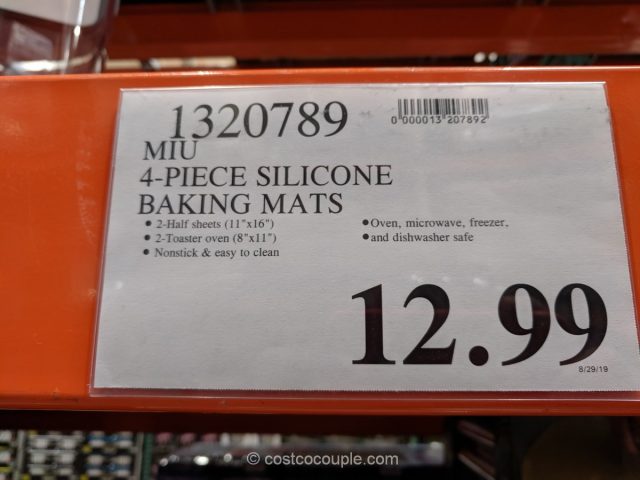 1320789
0 000013 207892
MIU
4-PIECE SILICONE
BAKING MATS
• 2-Half sheets (11"x16")
• 2-Toaster oven (8"x11")
• Nonstick & easy to clean
•Oven, microwave, freezer,
•and dishwasher safe
12.99
8/29/19
© costcocouple.com